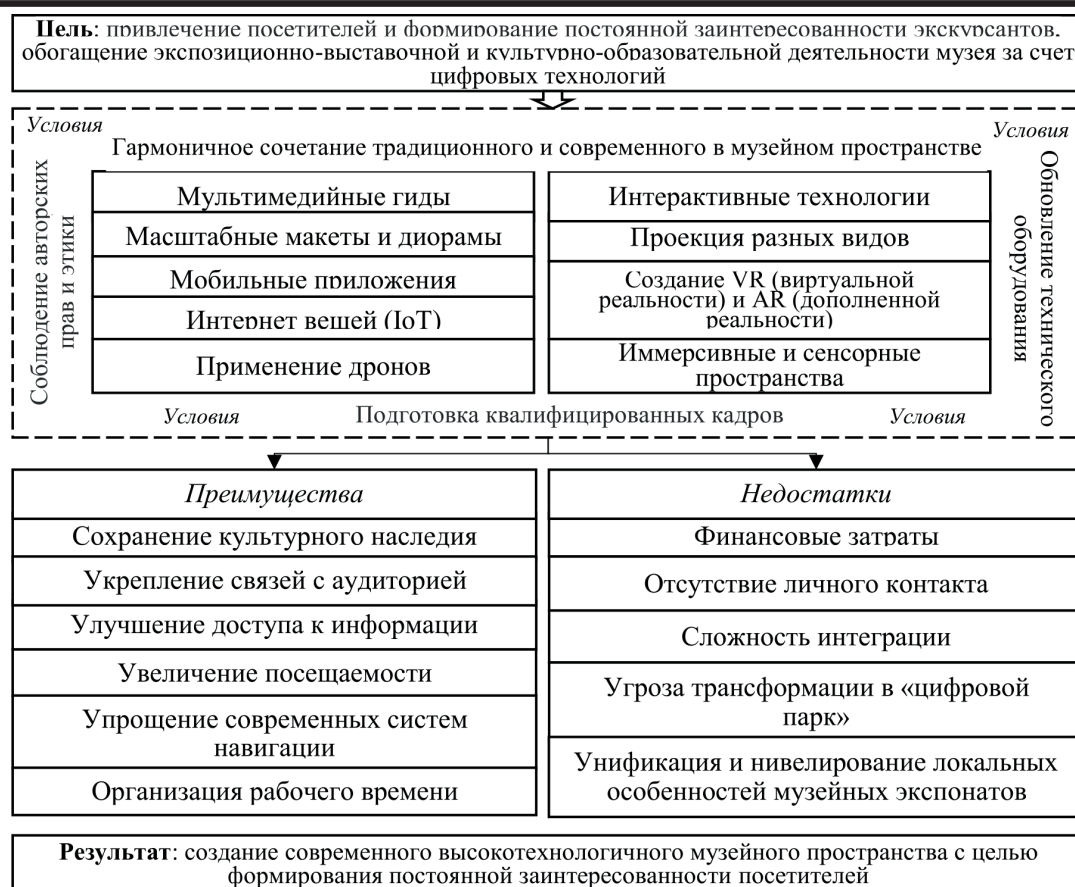 Цель: привлечение посетителей и формирование постоянной заинтересованности экскурсантов,
обогащение экспозиционно-выставочной и культурно-образовательной деятельности музея за счет
цифровых технологий
Условия
Условия
Гармоничное сочетание традиционного и современного в музейном пространстве
Соблюдение авторских
прав и этики
Мультимедийные гиды
Масштабные макеты и диорамы
Мобильные приложения
Интернет вещей (IoT)
Применение дронов
Интерактивные технологии
Проекция разных видов
Создание VR (виртуальной
реальности) и AR (дополненной
реальности)
Иммерсивные и сенсорные
пространства
Обновление технического
оборудования
Условия
Подготовка квалифицированных кадров
Условия
Преимущества
Сохранение культурного наследия
Укрепление связей с аудиторией
Улучшение доступа к информации
Увеличение посещаемости
Упрощение современных систем
навигации
Организация рабочего времени
Недостатки
Финансовые затраты
Отсутствие личного контакта
Сложность интеграции
Угроза трансформации в «цифровой
парк»
Унификация и нивелирование локальных
особенностей музейных экспонатов
Результат: создание современного высокотехнологичного музейного пространства с целью
формирования постоянной заинтересованности посетителей